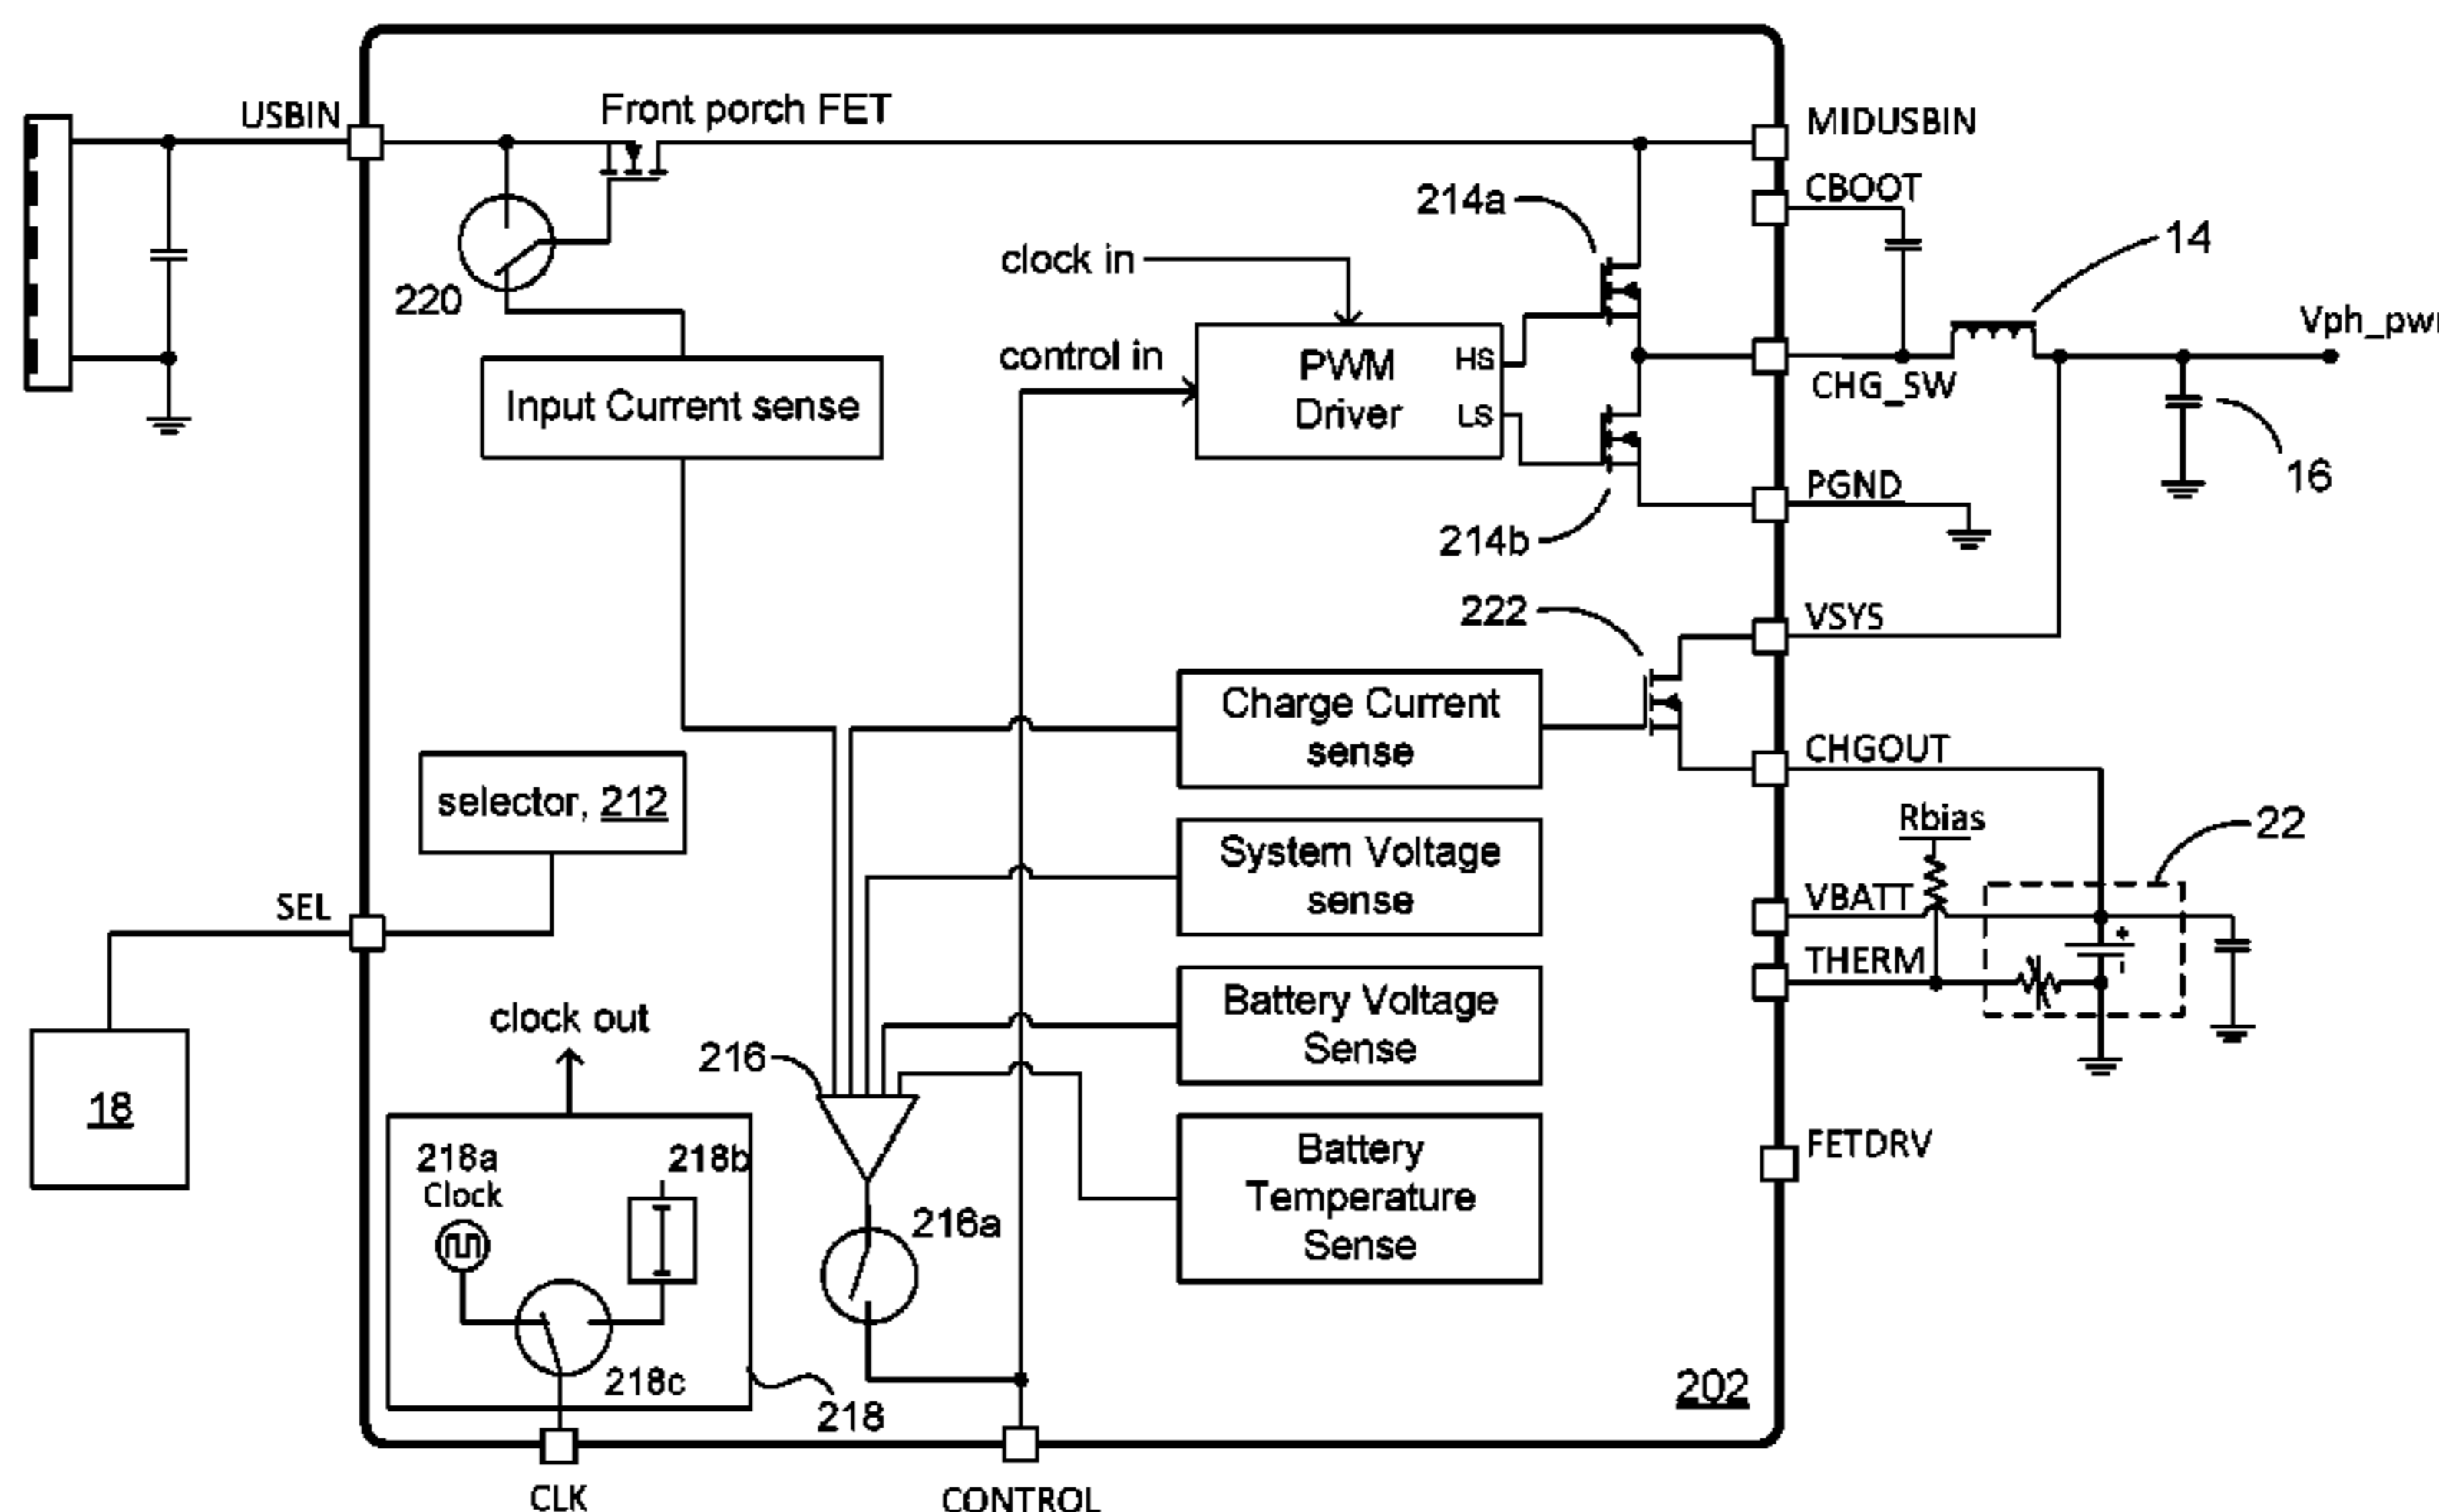 USBIN
Front porch FET
MIDUSBIN
CBOOT
214a
14
clock in
220
Vph_pwr
control in
PWM
Driver
HS
LS
CHG_SW
Input Current sense
16
PGND
214b
222
VSYS
Charge Current
sense
CHGOUT
selector, 212
Rbias
22
System Voltage
sense
SEL
VBATT
THERM
+
-
clock out
Battery Voltage
Sense
216
18
218a
Clock
218b
Battery
Temperature
Sense
FETDRV
216a
218c
218
202
CLK
CONTROL